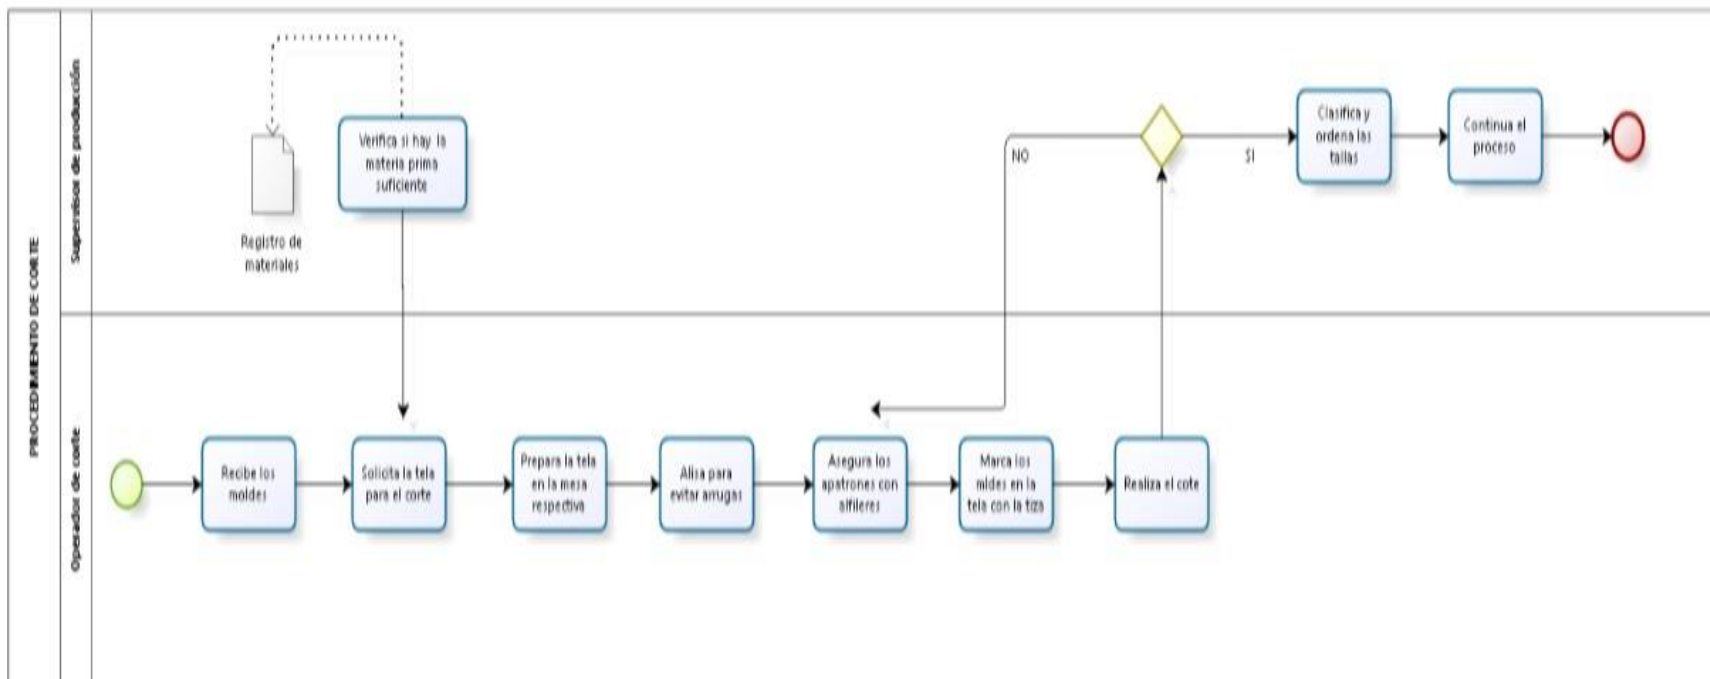 PROCEDIMIENTO DE CORTE
Supervisor de producción
Verifica si hay la
materia prima
suficiente
Registro de
materiales
NO
SI
Clasifica y
ordena las
tallas
Continua el
proceso
Operador de corte
Recibe los
moldes
Solicita la tela
para el corte
Prepara la tela
en la mesa
respectiva
Alisa para
evitar arrugas
Asegura los
apatrones con
alfileres
Marca los
mldes en la
tela con la tiza
Realiza el cote